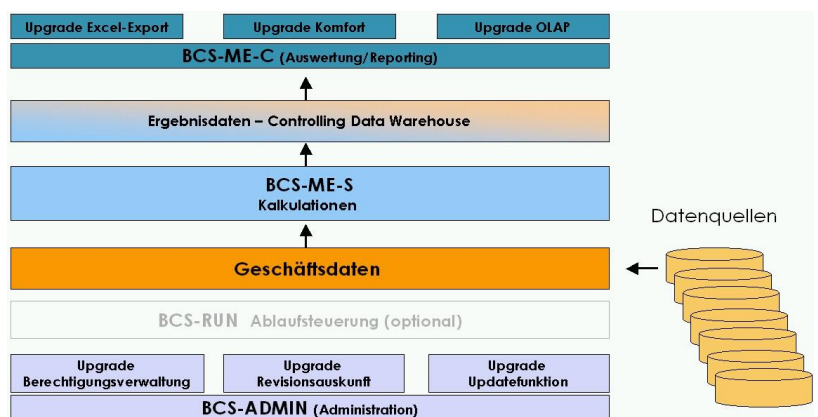 Upgrade Excel-Export
Upgrade Komfort
Upgrade OLAP
BCS-ME-C (Auswertung/Reporting)
Ergebnisdaten – Controlling Data Warehouse
BCS-ME-S
Kalkulationen
Datenquellen
Geschäftsdaten
BCS-RUN Ablaufsteuerung (optional)
Upgrade
Berechtigungsverwaltung
Upgrade
Revisionsauskunft
Upgrade
Updatefunktion
BCS-ADMIN (Administration)